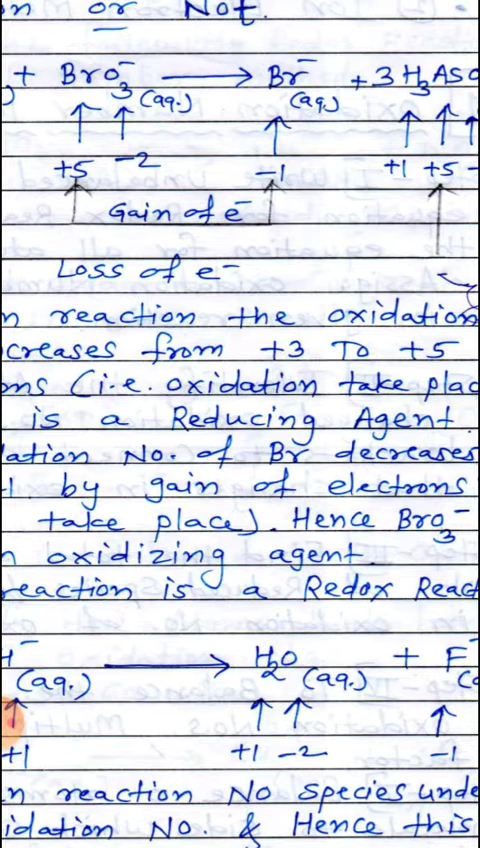 or Not.
+ BrO₃⁻ (aq.) ⟶ Br⁻ (aq.) + 3 H₃AsO
↑ ↑ ↑ ↑ ↑ ↑
+5 -2 -1 +1 +5 -
Gain of e⁻
Loss of e-
n reaction the oxidation
creases from +3 To +5
ons (i.e. oxidation take plac
is a Reducing Agent.
lation No. of Br decreases
-1 by gain of electrons
take place). Hence BrO₃⁻
n oxidizing agent.
reaction is a Redox React
⁻(aq.) ⟶ H₂O (aq.) + F⁻
↑ ↑ ↑ ↑
+1 +1 -2 -1
n reaction No species unde
idation No. & Hence this